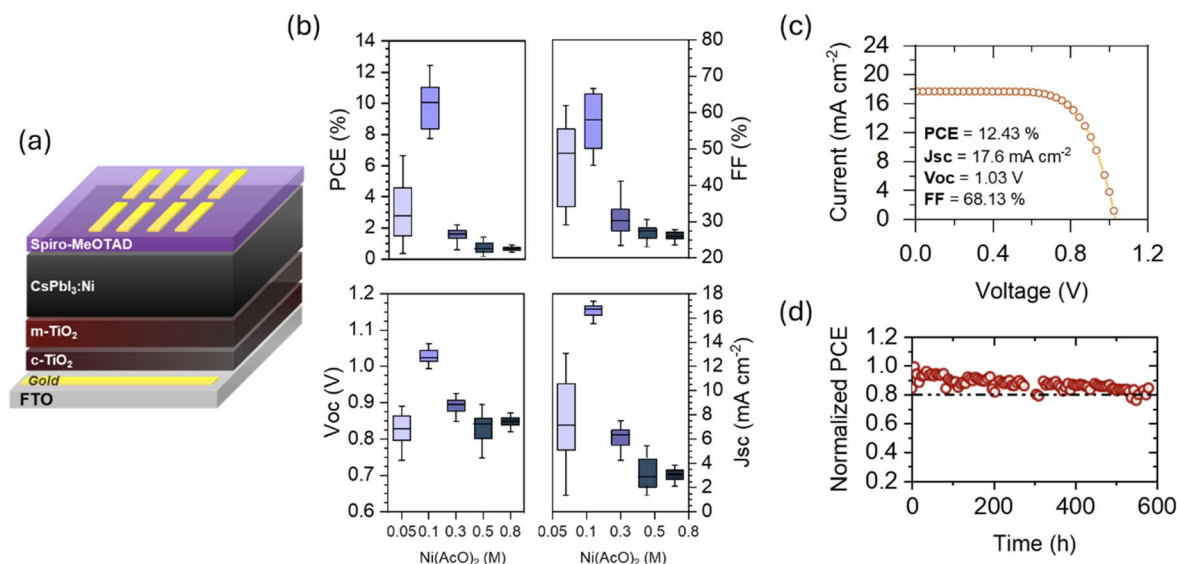 (a)
Spiro-MeOTAD
CsPbI₃:Ni
m-TiO₂
c-TiO₂
Gold
FTO
(b)
PCE (%)
14
12
10
8
6
4
2
0
FF (%)
80
70
60
50
40
30
20
Voc (V)
1.2
1.1
1.0
0.9
0.8
0.7
0.6
Jsc (mA cm⁻²)
18
16
14
12
10
8
6
4
2
0
0.05 0.1 0.3 0.5 0.8
Ni(AcO)₂ (M)
0.05 0.1 0.3 0.5 0.8
Ni(AcO)₂ (M)
(c)
Current (mA cm⁻²)
24
20
16
12
8
4
0
PCE = 12.43 %
Jsc = 17.6 mA cm⁻²
Voc = 1.03 V
FF = 68.13 %
0.0 0.4 0.8 1.2
Voltage (V)
(d)
Normalized PCE
1.2
1.0
0.8
0.6
0.4
0.2
0 200 400 600
Time (h)